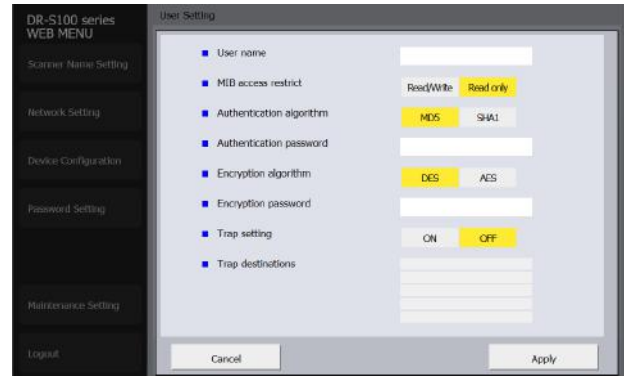 DR-S100 series
WEB MENU
Scanner Name Setting
Network Setting
Device Configuration
Password Setting
Maintenance Setting
Logout
User Setting
User name
MIB access restrict
Read/Write Read only
Authentication algorithm
MD5 SHA1
Authentication password
Encryption algorithm
DES AES
Encryption password
Trap setting
ON OFF
Trap destinations
Cancel Apply